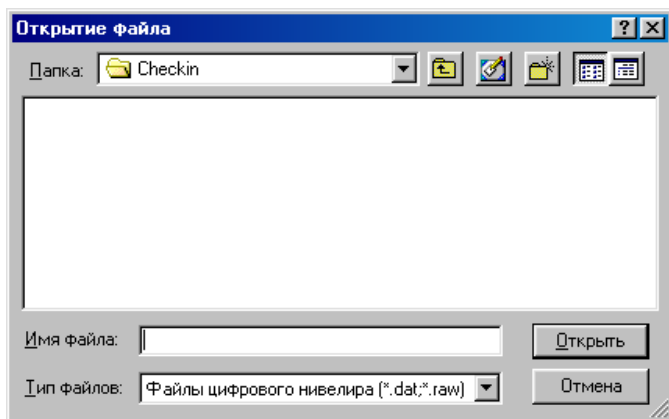 Открытие файла
Папка: Checkin
Имя файла:
Открыть
Тип файлов: Файлы цифрового нивелира (*.dat;*.raw)
Отмена